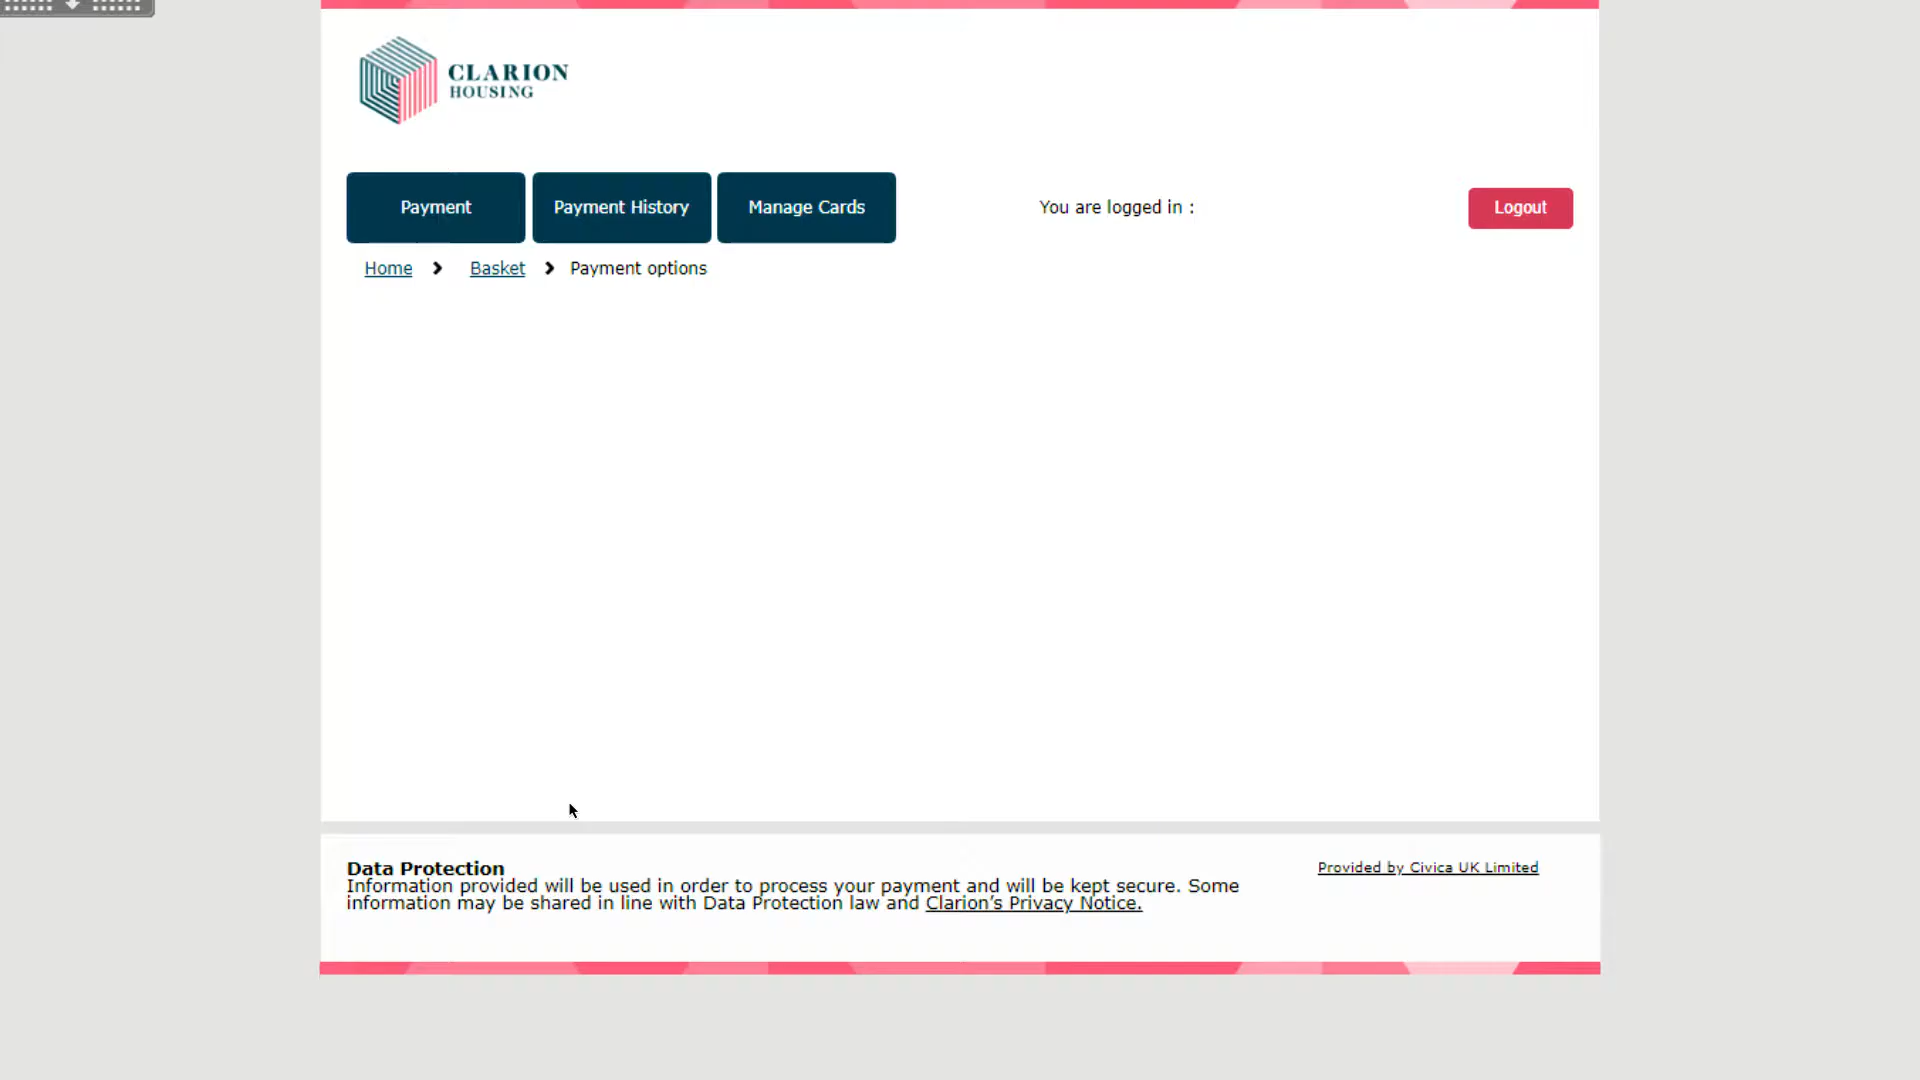 CLARION
HOUSING
Payment
Payment History
Manage Cards
You are logged in :
Logout
Home
Basket
Payment options
Data Protection
Information provided will be used in order to process your payment and will be kept secure. Some
information may be shared in line with Data Protection law and Clarion’s Privacy Notice.
Provided by Civica UK Limited